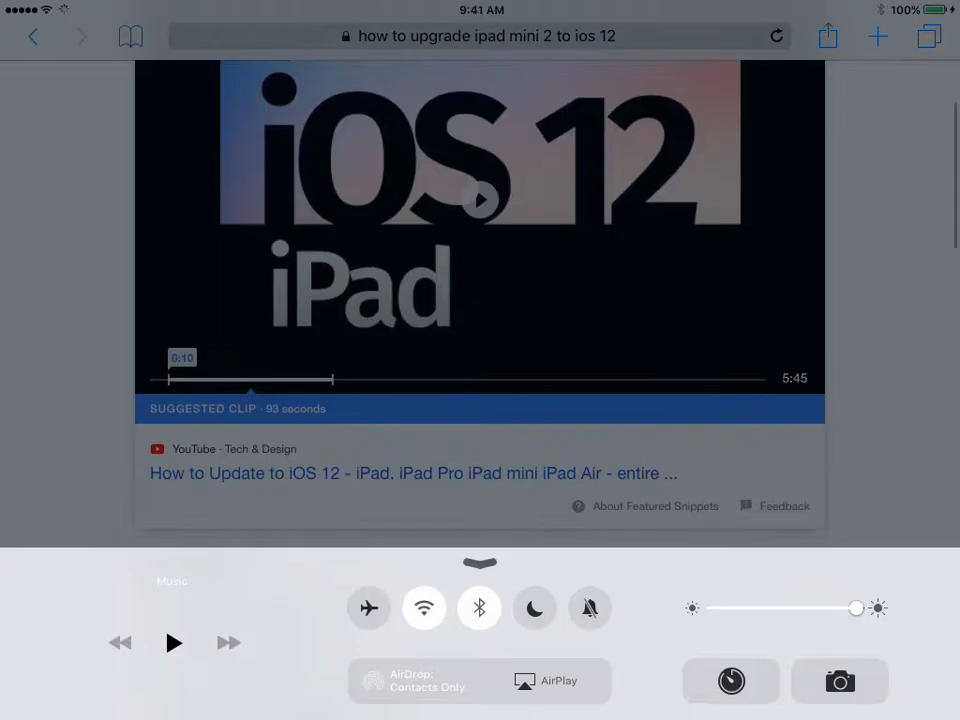 9:41 AM
100%
how to upgrade ipad mini 2 to ios 12
iOS 12
iPad
0:10
5:45
SUGGESTED CLIP · 93 seconds
YouTube · Tech & Design
How to Update to iOS 12 - iPad, iPad Pro iPad mini iPad Air - entire ...
About Featured Snippets
Feedback
Music
AirDrop:
Contacts Only
AirPlay